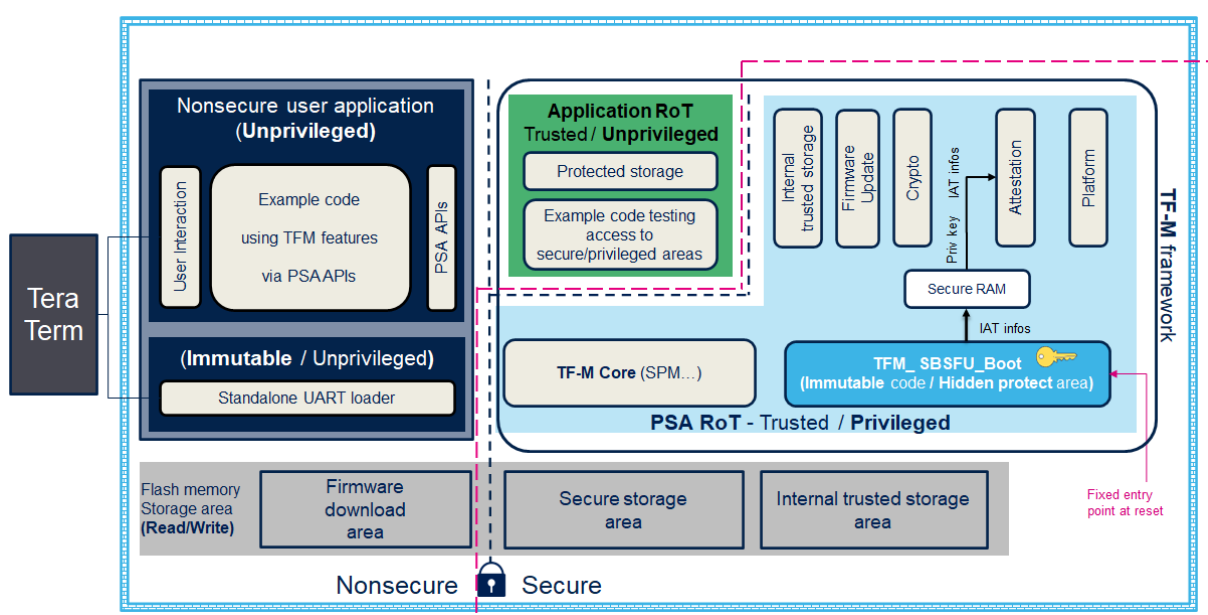 Tera
Term
Nonsecure user application
(Unprivileged)
User Interaction
Example code
using TFM features
via PSA APIs
PSA APIs
(Immutable / Unprivileged)
Standalone UART loader
Application RoT
Trusted / Unprivileged
Protected storage
Example code testing
access to
secure/privileged areas
Internal
trusted storage
Firmware
Update
Crypto
Priv key
IAT infos
Attestation
Platform
Secure RAM
IAT infos
TF-M Core (SPM...)
TFM_ SBSFU_Boot
(Immutable code / Hidden protect area)
PSA RoT - Trusted / Privileged
TF-M framework
Flash memory
Storage area
(Read/Write)
Firmware
download
area
Secure storage
area
Internal trusted storage
area
Fixed entry
point at reset
Nonsecure
Secure